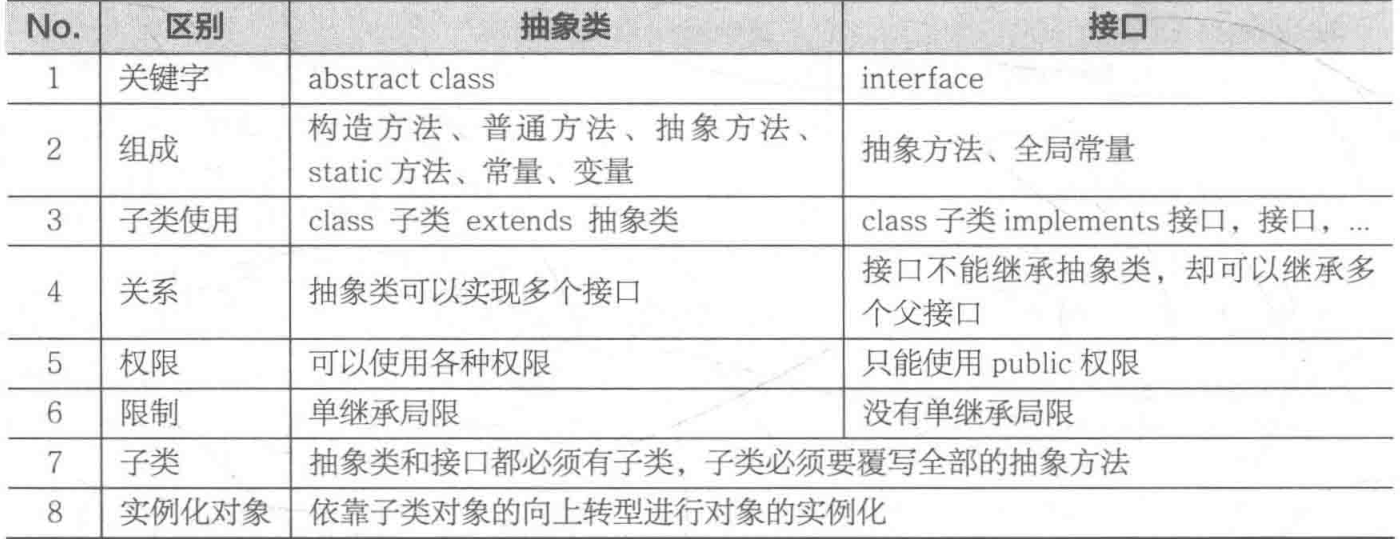 No. 区别 抽象类 接口
1 关键字 abstract class interface
2 组成 构造方法、普通方法、抽象方法、 抽象方法、全局常量
static 方法、常量、变量
3 子类使用 class 子类 extends 抽象类 class 子类 implements 接口，接口，...
4 关系 抽象类可以实现多个接口 接口不能继承抽象类，却可以继承多
个父接口
5 权限 可以使用各种权限 只能使用 public 权限
6 限制 单继承局限 没有单继承局限
7 子类 抽象类和接口都必须有子类，子类必须要覆写全部的抽象方法
8 实例化对象 依靠子类对象的向上转型进行对象的实例化